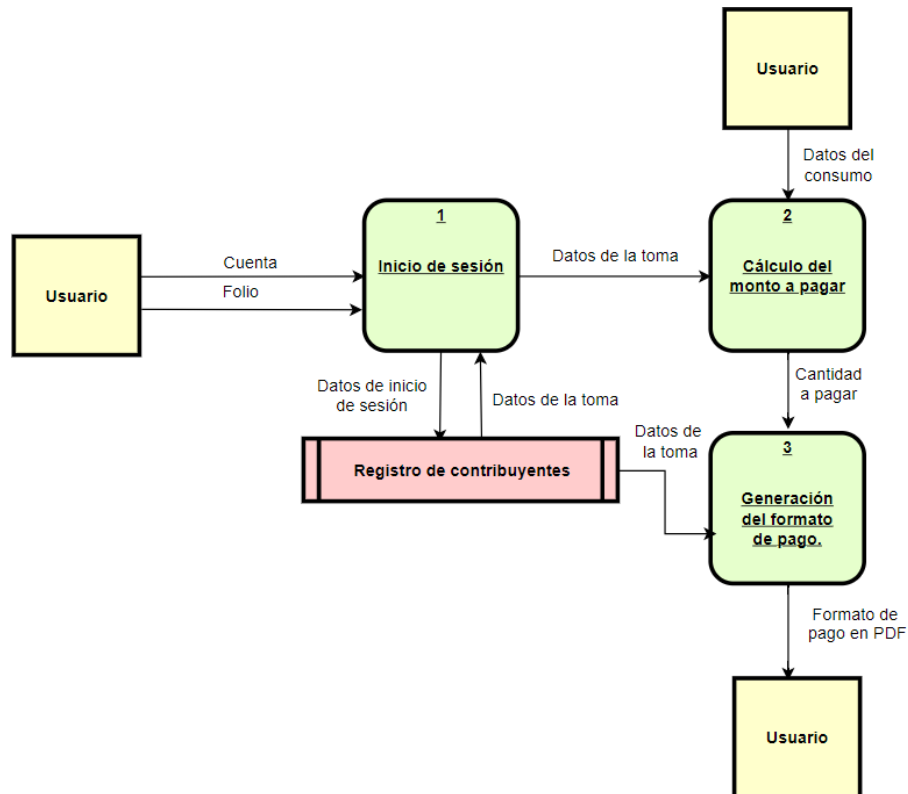 Usuario
Datos del
consumo
1
Inicio de sesión
2
Cálculo del
monto a pagar
Usuario
Cuenta
Folio
Datos de la toma
Datos de inicio
de sesión
Datos de la toma
Cantidad
a pagar
Registro de contribuyentes
Datos de
la toma
3
Generación
del formato
de pago.
Formato de
pago en PDF
Usuario